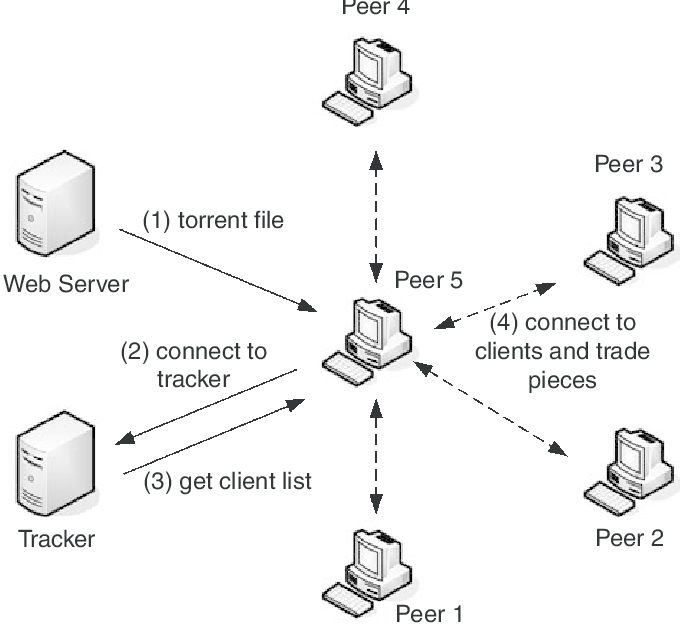 Peer 4
Peer 3
(1) torrent file
Web Server
Peer 5
(4) connect to
clients and trade
pieces
(2) connect to
tracker
(3) get client list
Tracker
Peer 2
Peer 1